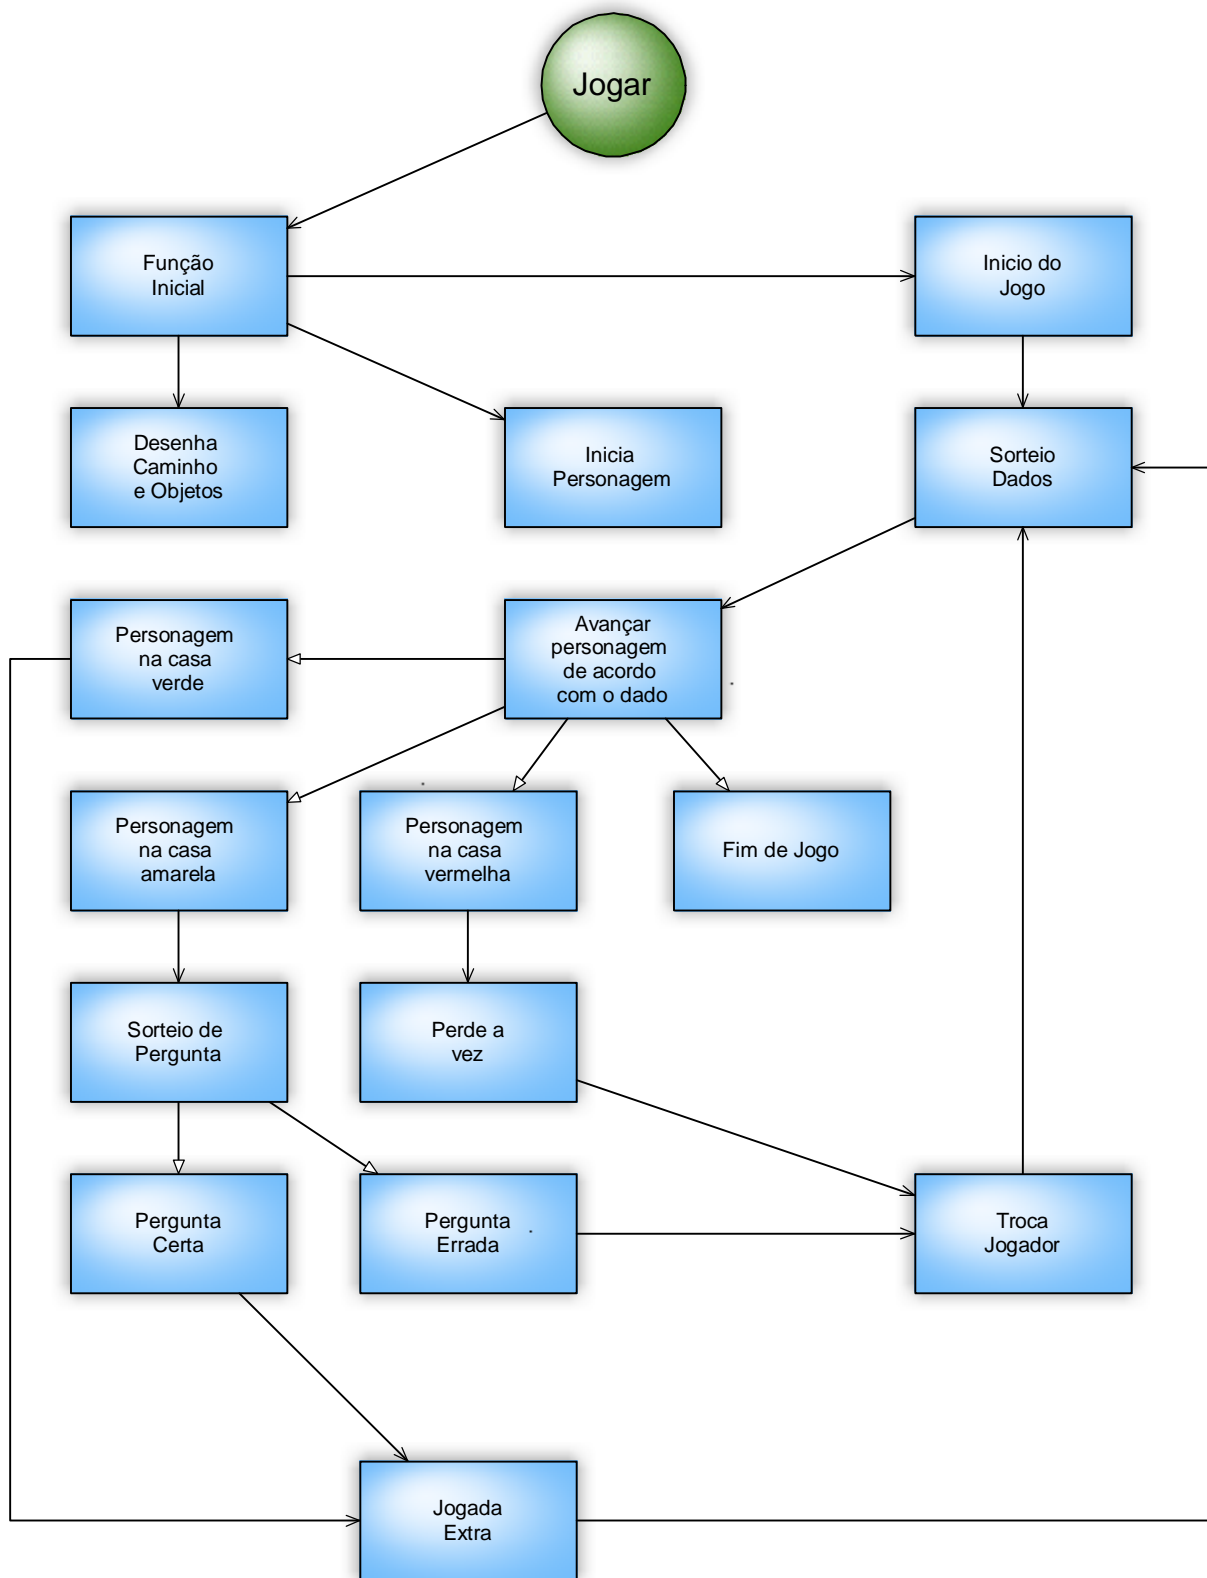 Jogar
Função
Inicial
Inicio do
Jogo
Desenha
Caminho
e Objetos
Inicia
Personagem
Sorteio
Dados
Personagem
na casa
verde
Avançar
personagem
de acordo
com o dado
Personagem
na casa
amarela
Personagem
na casa
vermelha
Fim de Jogo
Sorteio de
Pergunta
Perde a
vez
Pergunta
Certa
Pergunta
Errada
Troca
Jogador
Jogada
Extra